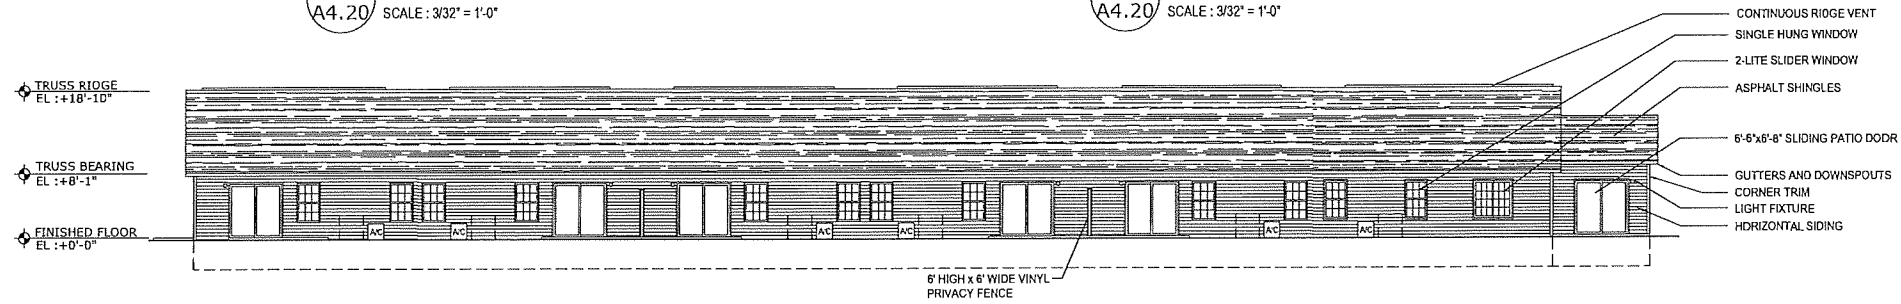 A4.20 SCALE : 3/32" = 1'-0"
A4.20 SCALE : 3/32" = 1'-0"
CONTINUOUS RIDGE VENT
SINGLE HUNG WINDOW
2-LITE SLIDER WINDOW
ASPHALT SHINGLES
6'-6"x6'-8" SLIDING PATIO DOOR
GUTTERS AND DOWNSPOUTS
CORNER TRIM
LIGHT FIXTURE
HORIZONTAL SIDING
TRUSS RIDGE
EL :+18'-10"
TRUSS BEARING
EL :+8'-1"
FINISHED FLOOR
EL :+0'-0"
A/C A/C A/C A/C A/C A/C
6' HIGH x 6' WIDE VINYL
PRIVACY FENCE